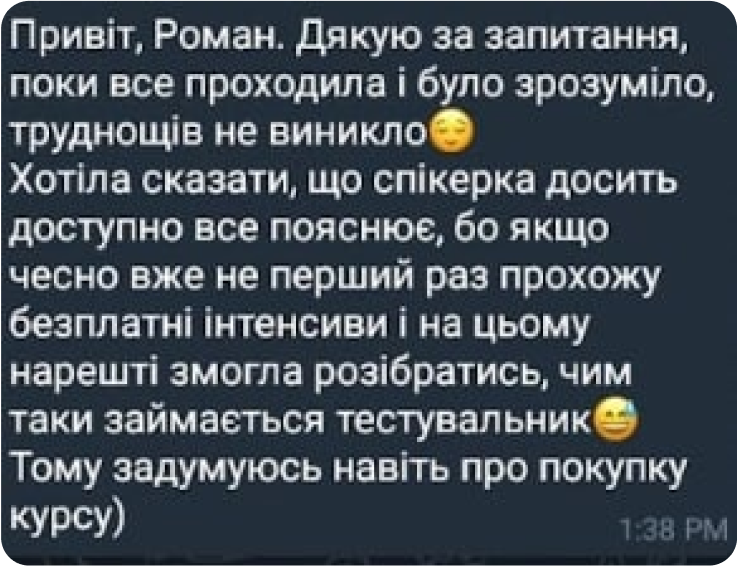 Привіт, Роман. Дякую за запитання,
поки все проходила і було зрозуміло,
труднощів не виникло😌
Хотіла сказати, що спікерка досить
доступно все пояснює, бо якщо
чесно вже не перший раз прохожу
безплатні інтенсиви і на цьому
нарешті змогла розібратись, чим
таки займається тестувальник😅
Тому задумуюсь навіть про покупку
курсу)
1:38 PM